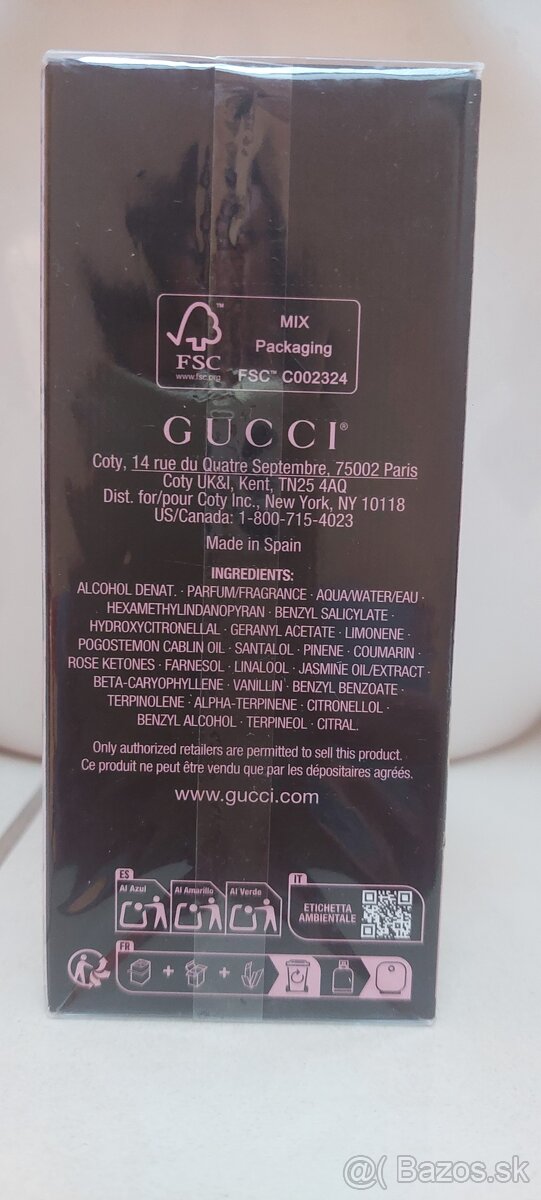 FSC™
www.fsc.org
MIX
Packaging
FSC™ C002324
GUCCI®
Coty, 14 rue du Quatre Septembre, 75002 Paris
Coty UK&I, Kent, TN25 4AQ
Dist. for/pour Coty Inc., New York, NY 10118
US/Canada: 1-800-715-4023
Made in Spain
INGREDIENTS:
ALCOHOL DENAT. · PARFUM/FRAGRANCE · AQUA/WATER/EAU ·
HEXAMETHYLINDANOPYRAN · BENZYL SALICYLATE ·
HYDROXYCITRONELLAL · GERANYL ACETATE · LIMONENE ·
POGOSTEMON CABLIN OIL · SANTALOL · PINENE · COUMARIN ·
ROSE KETONES · FARNESOL · LINALOOL · JASMINE OIL/EXTRACT ·
BETA-CARYOPHYLLENE · VANILLIN · BENZYL BENZOATE ·
TERPINOLENE · ALPHA-TERPINENE · CITRONELLOL ·
BENZYL ALCOHOL · TERPINEOL · CITRAL.
Only authorized retailers are permitted to sell this product.
Ce produit ne peut être vendu que par les dépositaires agréés.
www.gucci.com
ES
Al Azul
Al Amarillo
Al Verde
IT
ETICHETTA
AMBIENTALE
FR
+ +
@( Bazos.sk